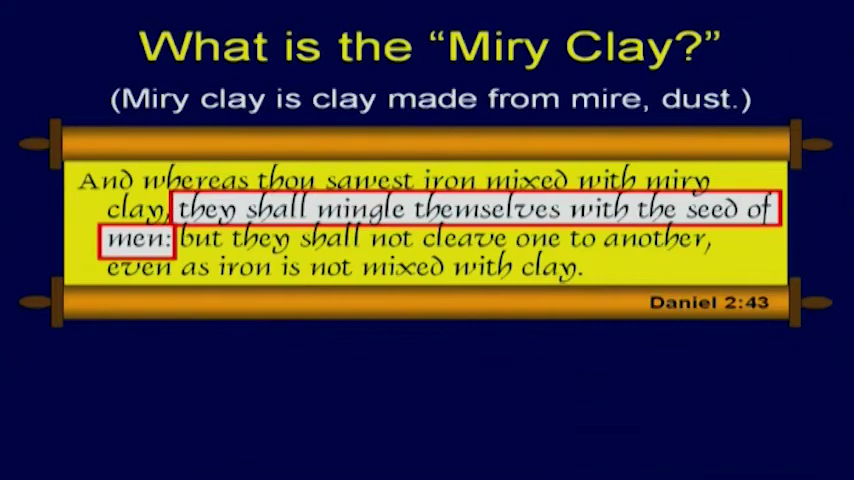 What is the “Miry Clay?”
(Miry clay is clay made from mire, dust.)
And whereas thou sawest iron mixed with miry
clay, they shall mingle themselves with the seed of
men: but they shall not cleave one to another,
even as iron is not mixed with clay.
Daniel 2:43